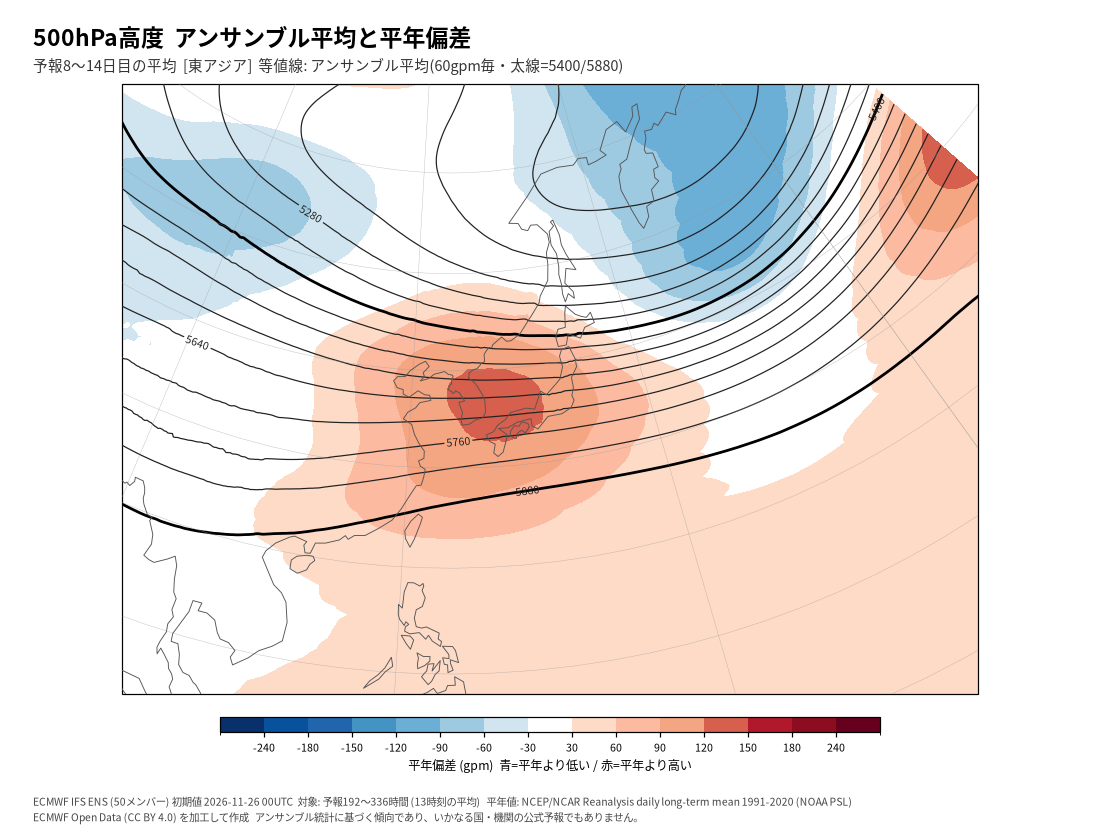 500hPa高度 アンサンブル平均と平年偏差
予報8～14日目の平均 [東アジア] 等値線: アンサンブル平均(60gpm毎・太線=5400/5880)
5400
5280
5640
5760
5880
-240 -180 -150 -120 -90 -60 -30 30 60 90 120 150 180 240
平年偏差 (gpm) 青=平年より低い / 赤=平年より高い
ECMWF IFS ENS (50メンバー) 初期値 2026-11-26 00UTC 対象: 予報192～336時間 (13時刻の平均) 平年値: NCEP/NCAR Reanalysis daily long-term mean 1991-2020 (NOAA PSL)
ECMWF Open Data (CC BY 4.0) を加工して作成 アンサンブル統計に基づく傾向であり、いかなる国・機関の公式予報でもありません。